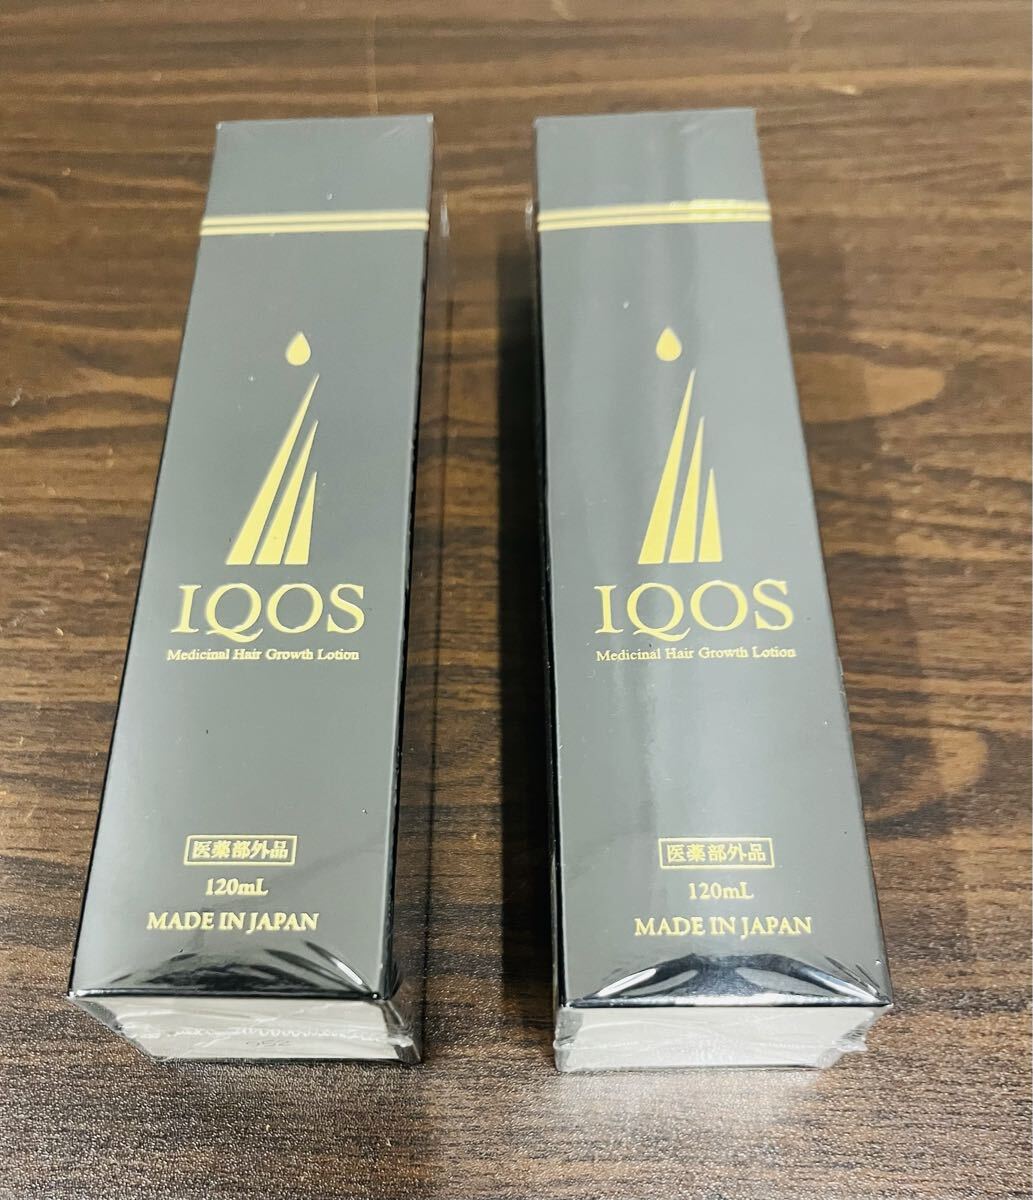 IQOS
Medicinal Hair Growth Lotion
医薬部外品
120mL
MADE IN JAPAN
IQOS
Medicinal Hair Growth Lotion
医薬部外品
120mL
MADE IN JAPAN